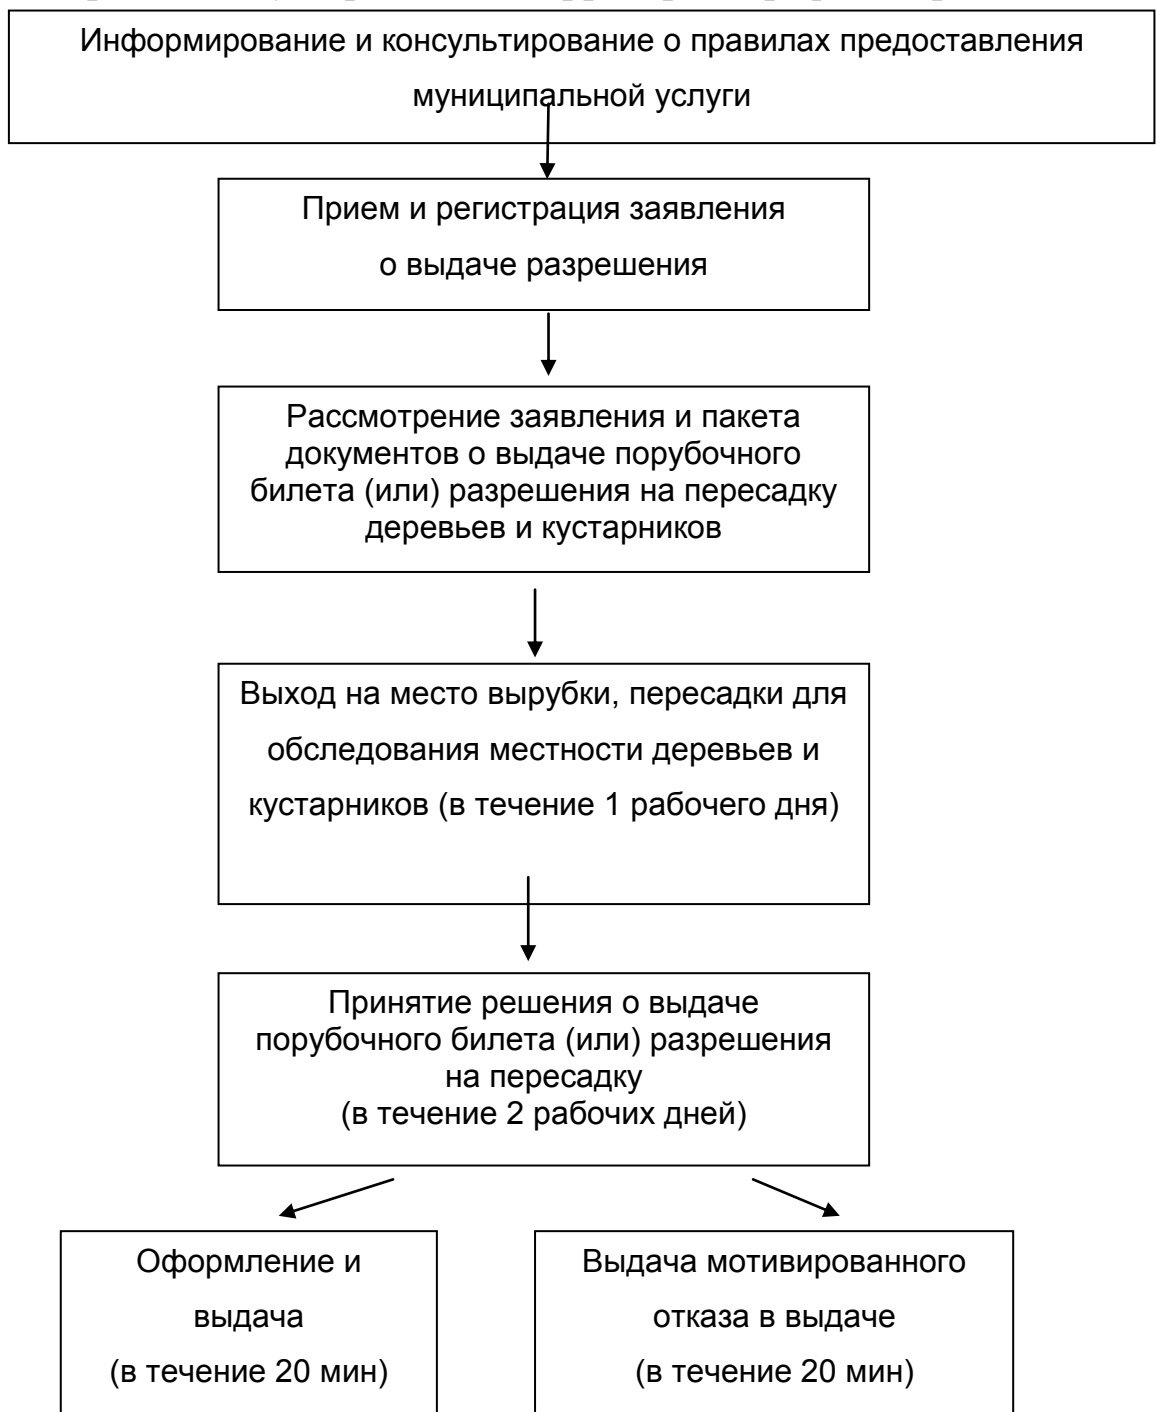 Информирование и консультирование о правилах предоставления
муниципальной услуги
Прием и регистрация заявления
о выдаче разрешения
Рассмотрение заявления и пакета
документов о выдаче порубочного
билета (или) разрешения на пересадку
деревьев и кустарников
Выход на место вырубки, пересадки для
обследования местности деревьев и
кустарников (в течение 1 рабочего дня)
Принятие решения о выдаче
порубочного билета (или) разрешения
на пересадку
(в течение 2 рабочих дней)
Оформление и
выдача
(в течение 20 мин)
Выдача мотивированного
отказа в выдаче
(в течение 20 мин)